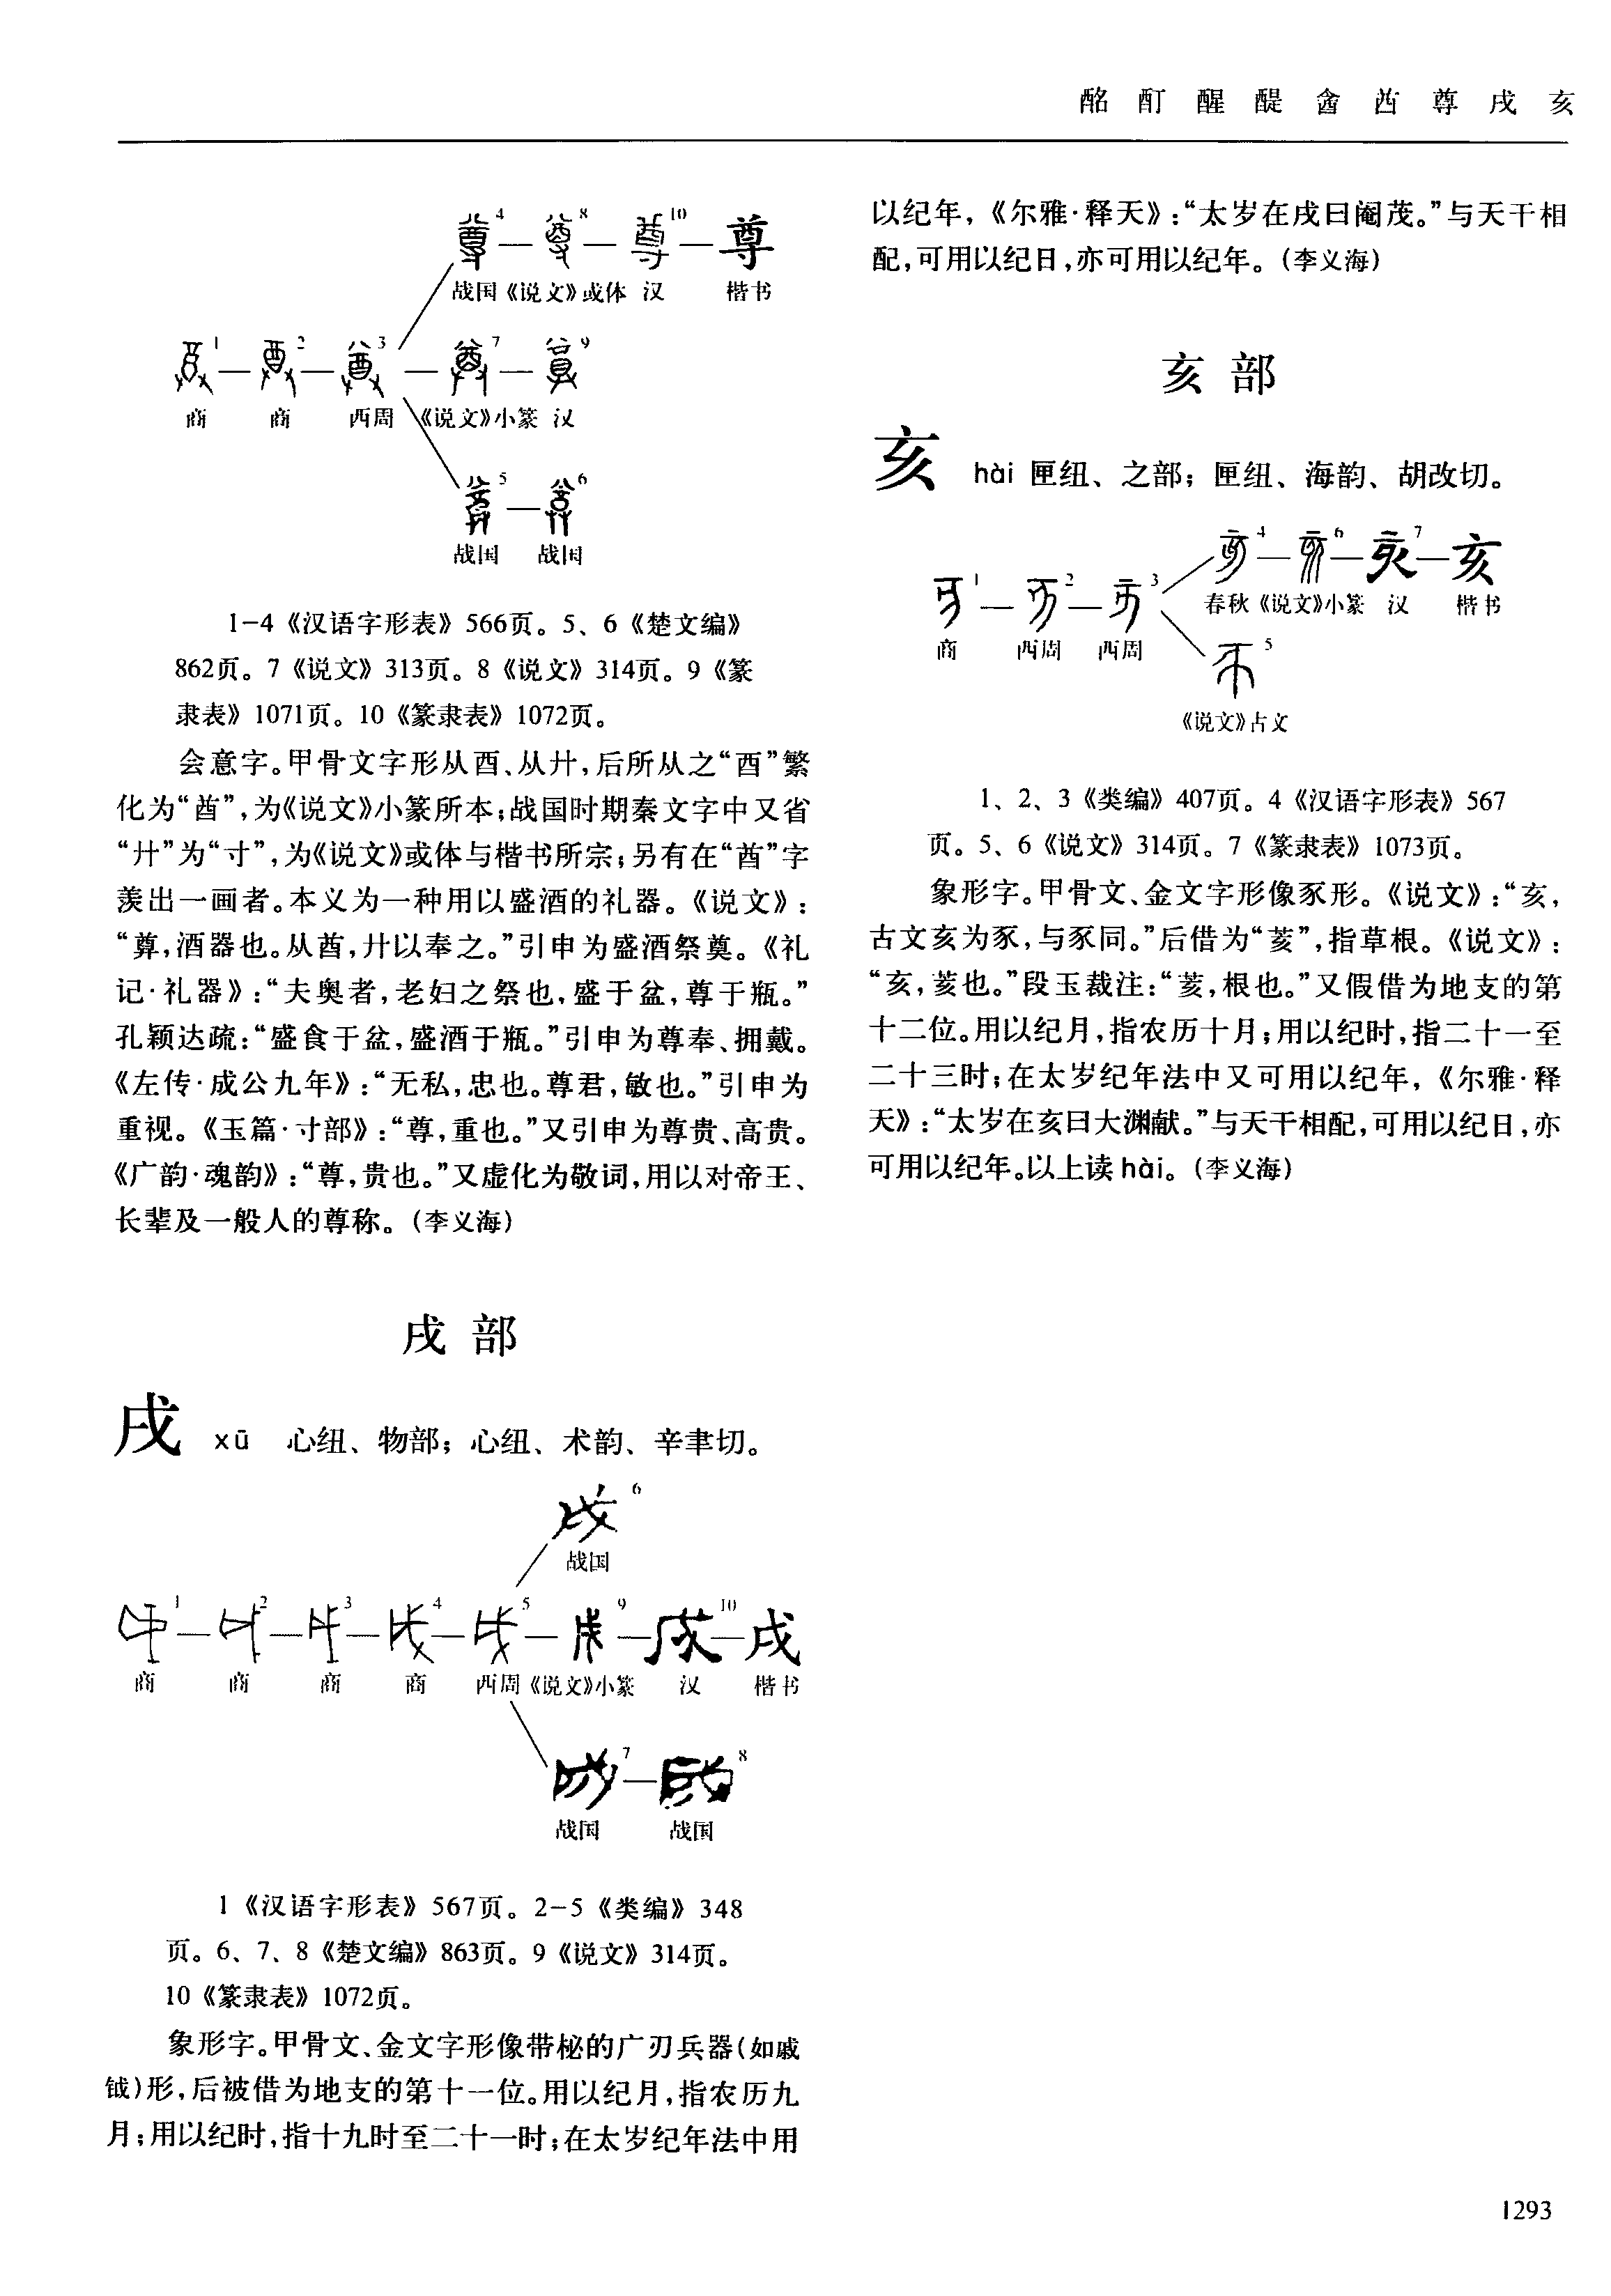 酩 酊 醒 醍 酓 酋 尊 戌 亥
4 8 10
尊
战国《说文》或体 汉 楷书
1 2 3 7 9
商 商 西周 《说文》小篆 汉
5 6
战国 战国
1-4《汉语字形表》566页。5、6《楚文编》
862页。7《说文》313页。8《说文》314页。9《篆
隶表》1071页。10《篆隶表》1072页。
会意字。甲骨文字形从酉、从廾,后所从之“酉”繁
化为“酋”,为《说文》小篆所本;战国时期秦文字中又省
“廾”为“寸”,为《说文》或体与楷书所宗;另有在“酋”字
羡出一画者。本义为一种用以盛酒的礼器。《说文》:
“尊,酒器也。从酋,廾以奉之。”引申为盛酒祭奠。《礼
记·礼器》:“夫奥者,老妇之祭也,盛于盆,尊于瓶。”
孔颖达疏:“盛食于盆,盛酒于瓶。”引申为尊奉、拥戴。
《左传·成公九年》:“无私,忠也。尊君,敏也。”引申为
重视。《玉篇·寸部》:“尊,重也。”又引申为尊贵、高贵。
《广韵·魂韵》:“尊,贵也。”又虚化为敬词,用以对帝王、
长辈及一般人的尊称。(李义海)
戌 部
戌 xū 心纽、物部;心纽、术韵、辛聿切。
6
战国
1 2 3 4 5 9 10 戌
商 商 商 商 西周《说文》小篆 汉 楷书
7 8
战国 战国
1《汉语字形表》567页。2-5《类编》348
页。6、7、8《楚文编》863页。9《说文》314页。
10《篆隶表》1072页。
象形字。甲骨文、金文字形像带柲的广刃兵器(如戚
钺)形,后被借为地支的第十一位。用以纪月,指农历九
月;用以纪时,指十九时至二十一时;在太岁纪年法中用
以纪年,《尔雅·释天》:“太岁在戌曰阉茂。”与天干相
配,可用以纪日,亦可用以纪年。(李义海)
亥 部
亥 hài 匣纽、之部;匣纽、海韵、胡改切。
4 6 7 亥
春秋《说文》小篆 汉 楷书
1 2 3
商 西周 西周
5
《说文》古文
1、2、3《类编》407页。4《汉语字形表》567
页。5、6《说文》314页。7《篆隶表》1073页。
象形字。甲骨文、金文字形像豕形。《说文》:“亥,
古文亥为豕,与豕同。”后借为“荄”,指草根。《说文》:
“亥,荄也。”段玉裁注:“荄,根也。”又假借为地支的第
十二位。用以纪月,指农历十月;用以纪时,指二十一至
二十三时;在太岁纪年法中又可用以纪年,《尔雅·释
天》:“太岁在亥曰大渊献。”与天干相配,可用以纪日,亦
可用以纪年。以上读hài。(李义海)
1293